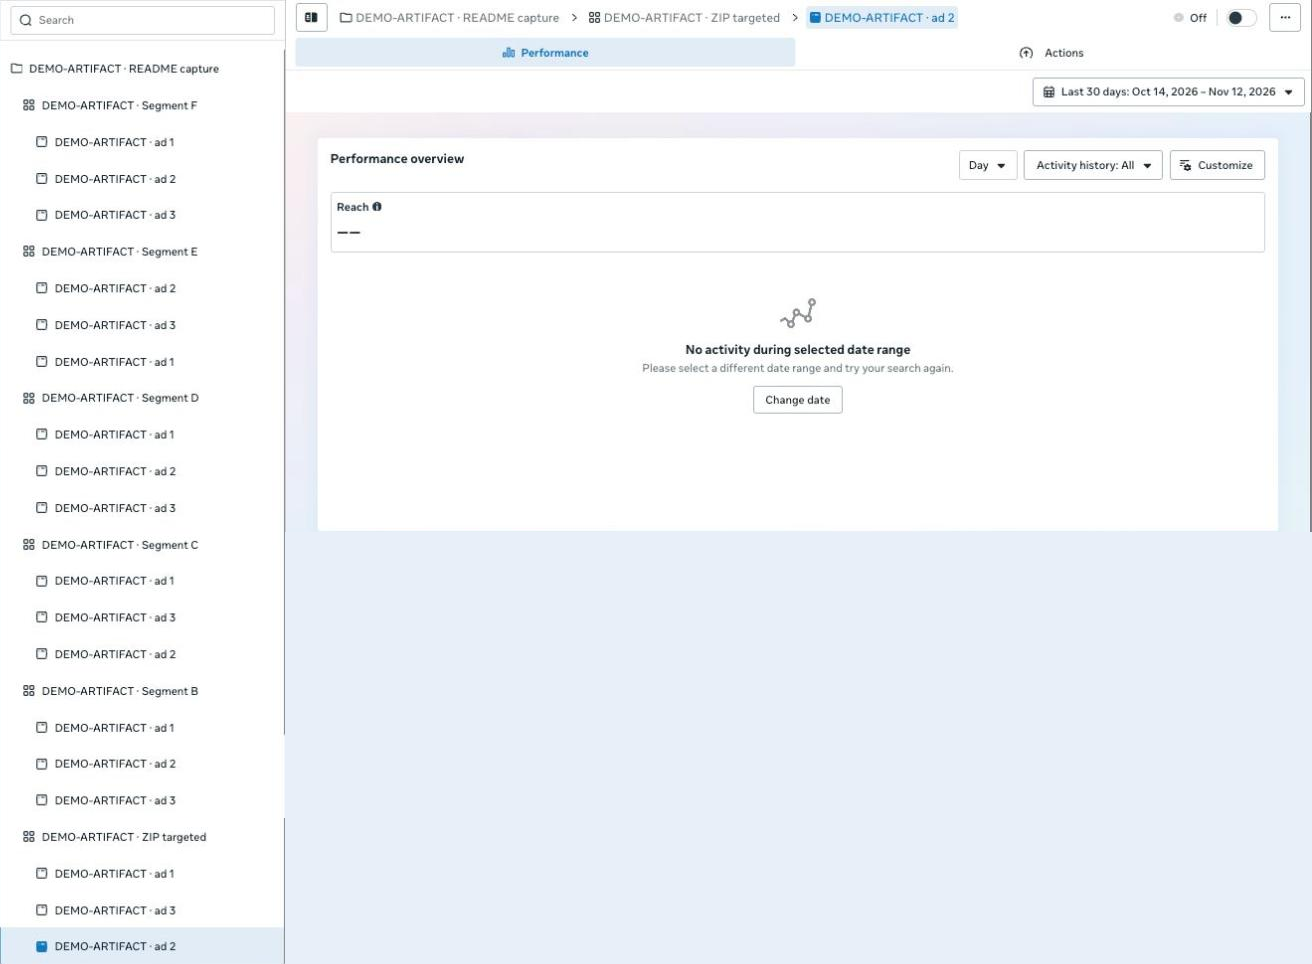 Search
DEMO-ARTIFACT · README capture
DEMO-ARTIFACT · Segment F
DEMO-ARTIFACT · ad 1
DEMO-ARTIFACT · ad 2
DEMO-ARTIFACT · ad 3
DEMO-ARTIFACT · Segment E
DEMO-ARTIFACT · ad 2
DEMO-ARTIFACT · ad 3
DEMO-ARTIFACT · ad 1
DEMO-ARTIFACT · Segment D
DEMO-ARTIFACT · ad 1
DEMO-ARTIFACT · ad 2
DEMO-ARTIFACT · ad 3
DEMO-ARTIFACT · Segment C
DEMO-ARTIFACT · ad 1
DEMO-ARTIFACT · ad 3
DEMO-ARTIFACT · ad 2
DEMO-ARTIFACT · Segment B
DEMO-ARTIFACT · ad 1
DEMO-ARTIFACT · ad 2
DEMO-ARTIFACT · ad 3
DEMO-ARTIFACT · ZIP targeted
DEMO-ARTIFACT · ad 1
DEMO-ARTIFACT · ad 3
DEMO-ARTIFACT · ad 2
DEMO-ARTIFACT · README capture > DEMO-ARTIFACT · ZIP targeted > DEMO-ARTIFACT · ad 2 Off
Performance Actions
Last 30 days: Oct 14, 2026 – Nov 12, 2026
Performance overview Day Activity history: All Customize
Reach
——
No activity during selected date range
Please select a different date range and try your search again.
Change date